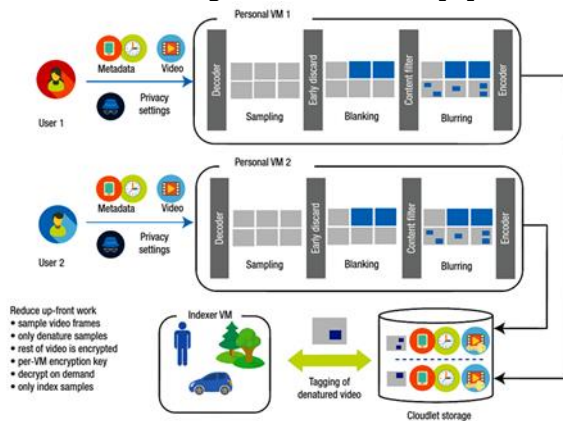 Personal VM 1
Metadata
Video
User 1
Privacy
settings
Decoder
Sampling
Early discard
Blanking
Content filter
Blurring
Encoder
Personal VM 2
Metadata
Video
User 2
Privacy
settings
Decoder
Sampling
Early discard
Blanking
Content filter
Blurring
Encoder
Reduce up-front work
• sample video frames
• only denature samples
• rest of video is encrypted
• per-VM encryption key
• decrypt on demand
• only index samples
Indexer VM
Tagging of
denatured video
Cloudlet storage